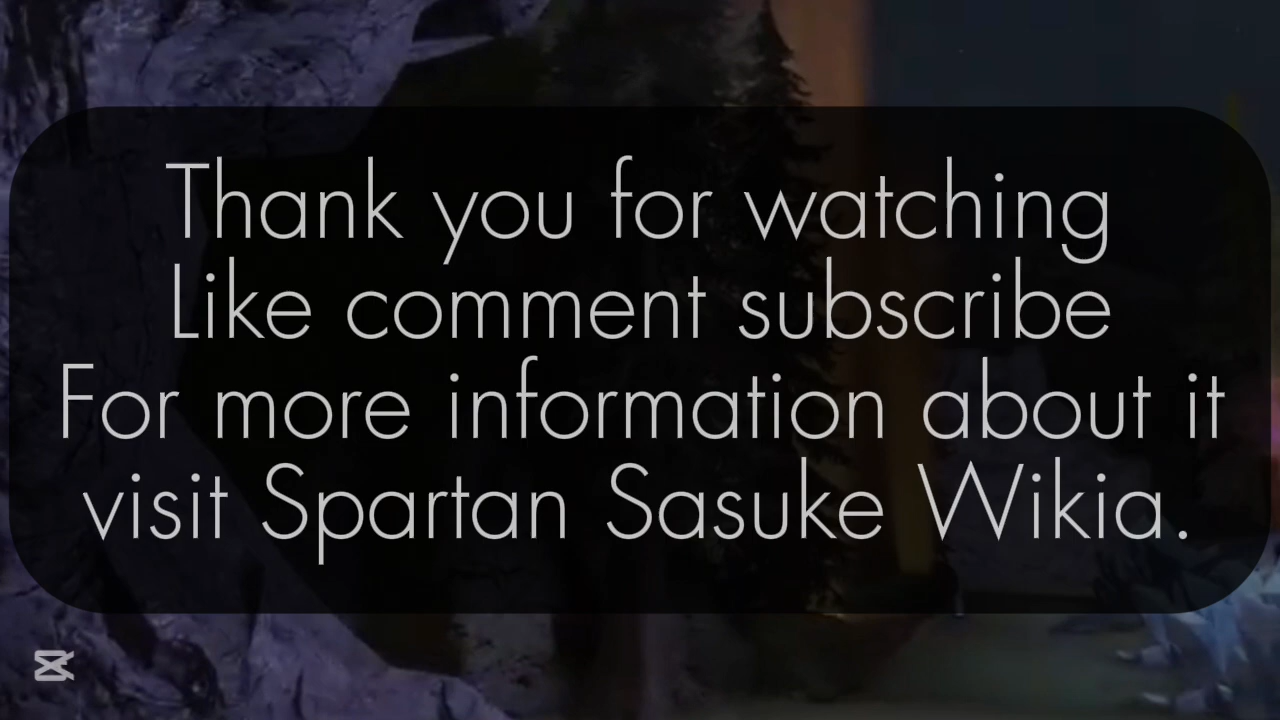 Thank you for watching
Like comment subscribe
For more information about it
visit Spartan Sasuke Wikia.